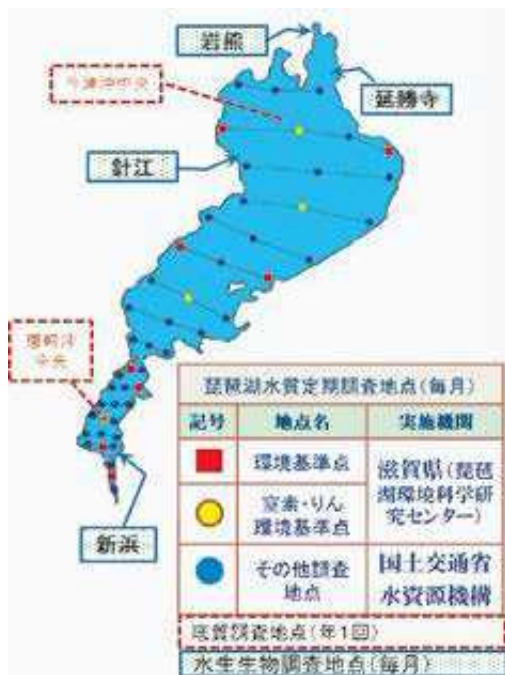 岩熊
今津沖中央
延勝寺
針江
唐崎沖
中央
新浜
琵琶湖水質定期調査地点(毎月)
記号 地点名 実施機関
環境基準点
滋賀県(琵琶
湖環境科学研
究センター)
窒素・りん
環境基準点
その他調査
地点
国土交通省
水資源機構
底質調査地点(年1回)
水生生物調査地点(毎月)